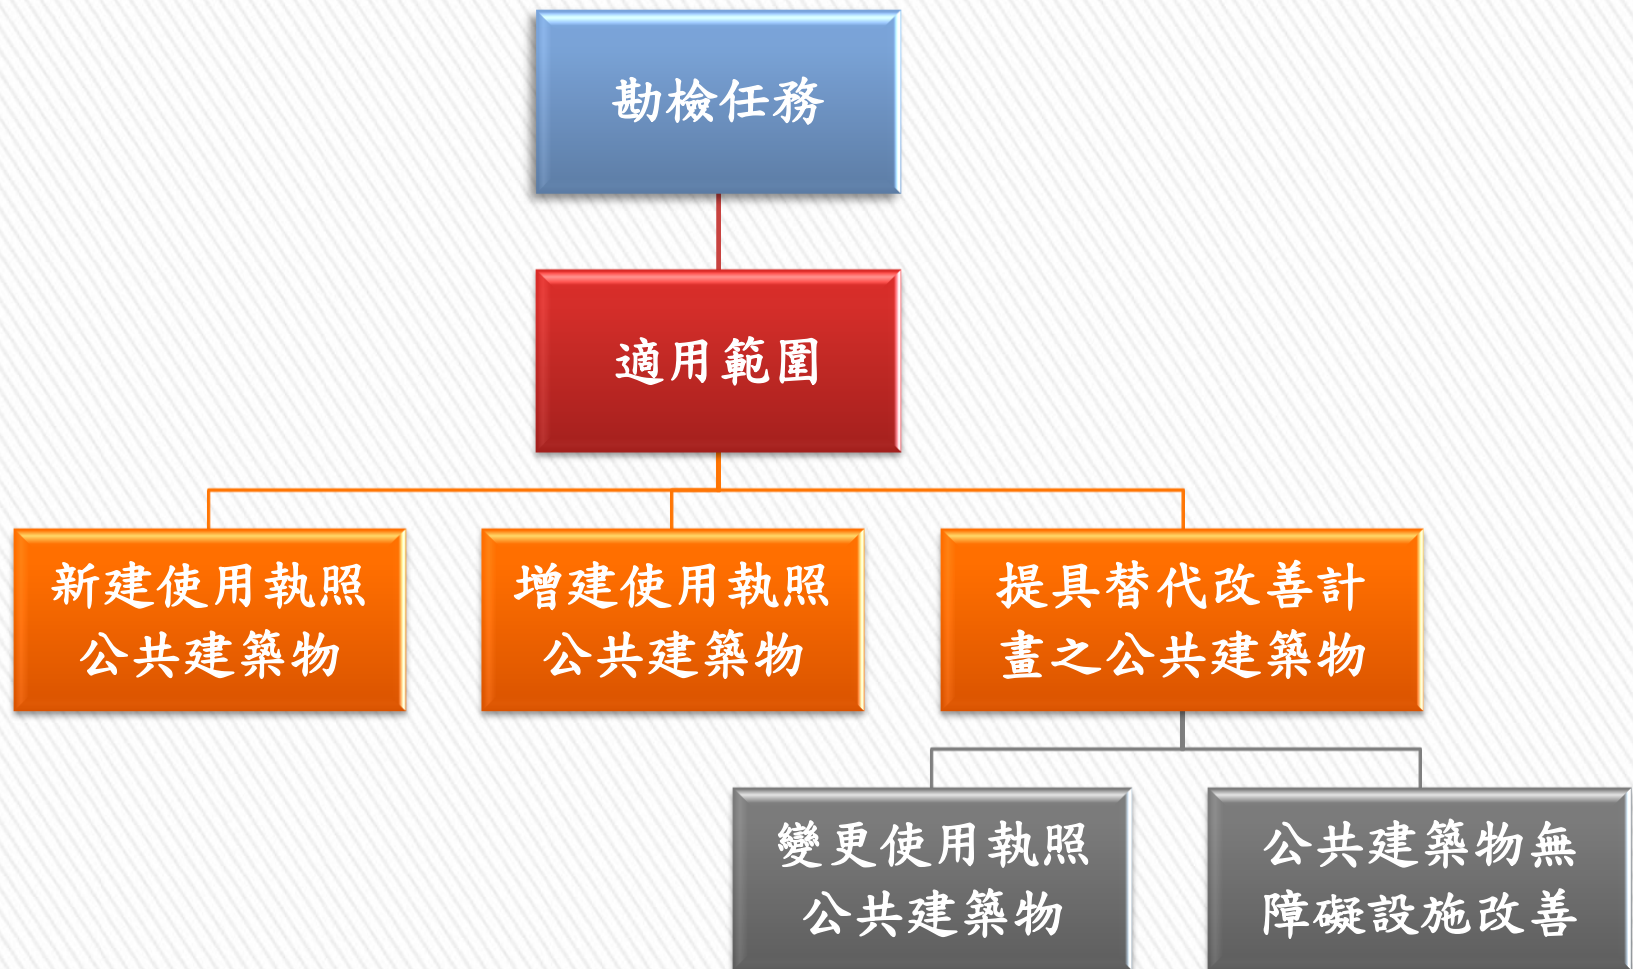 勘檢任務
適用範圍
新建使用執照
公共建築物
增建使用執照
公共建築物
提具替代改善計
畫之公共建築物
變更使用執照
公共建築物
公共建築物無
障礙設施改善